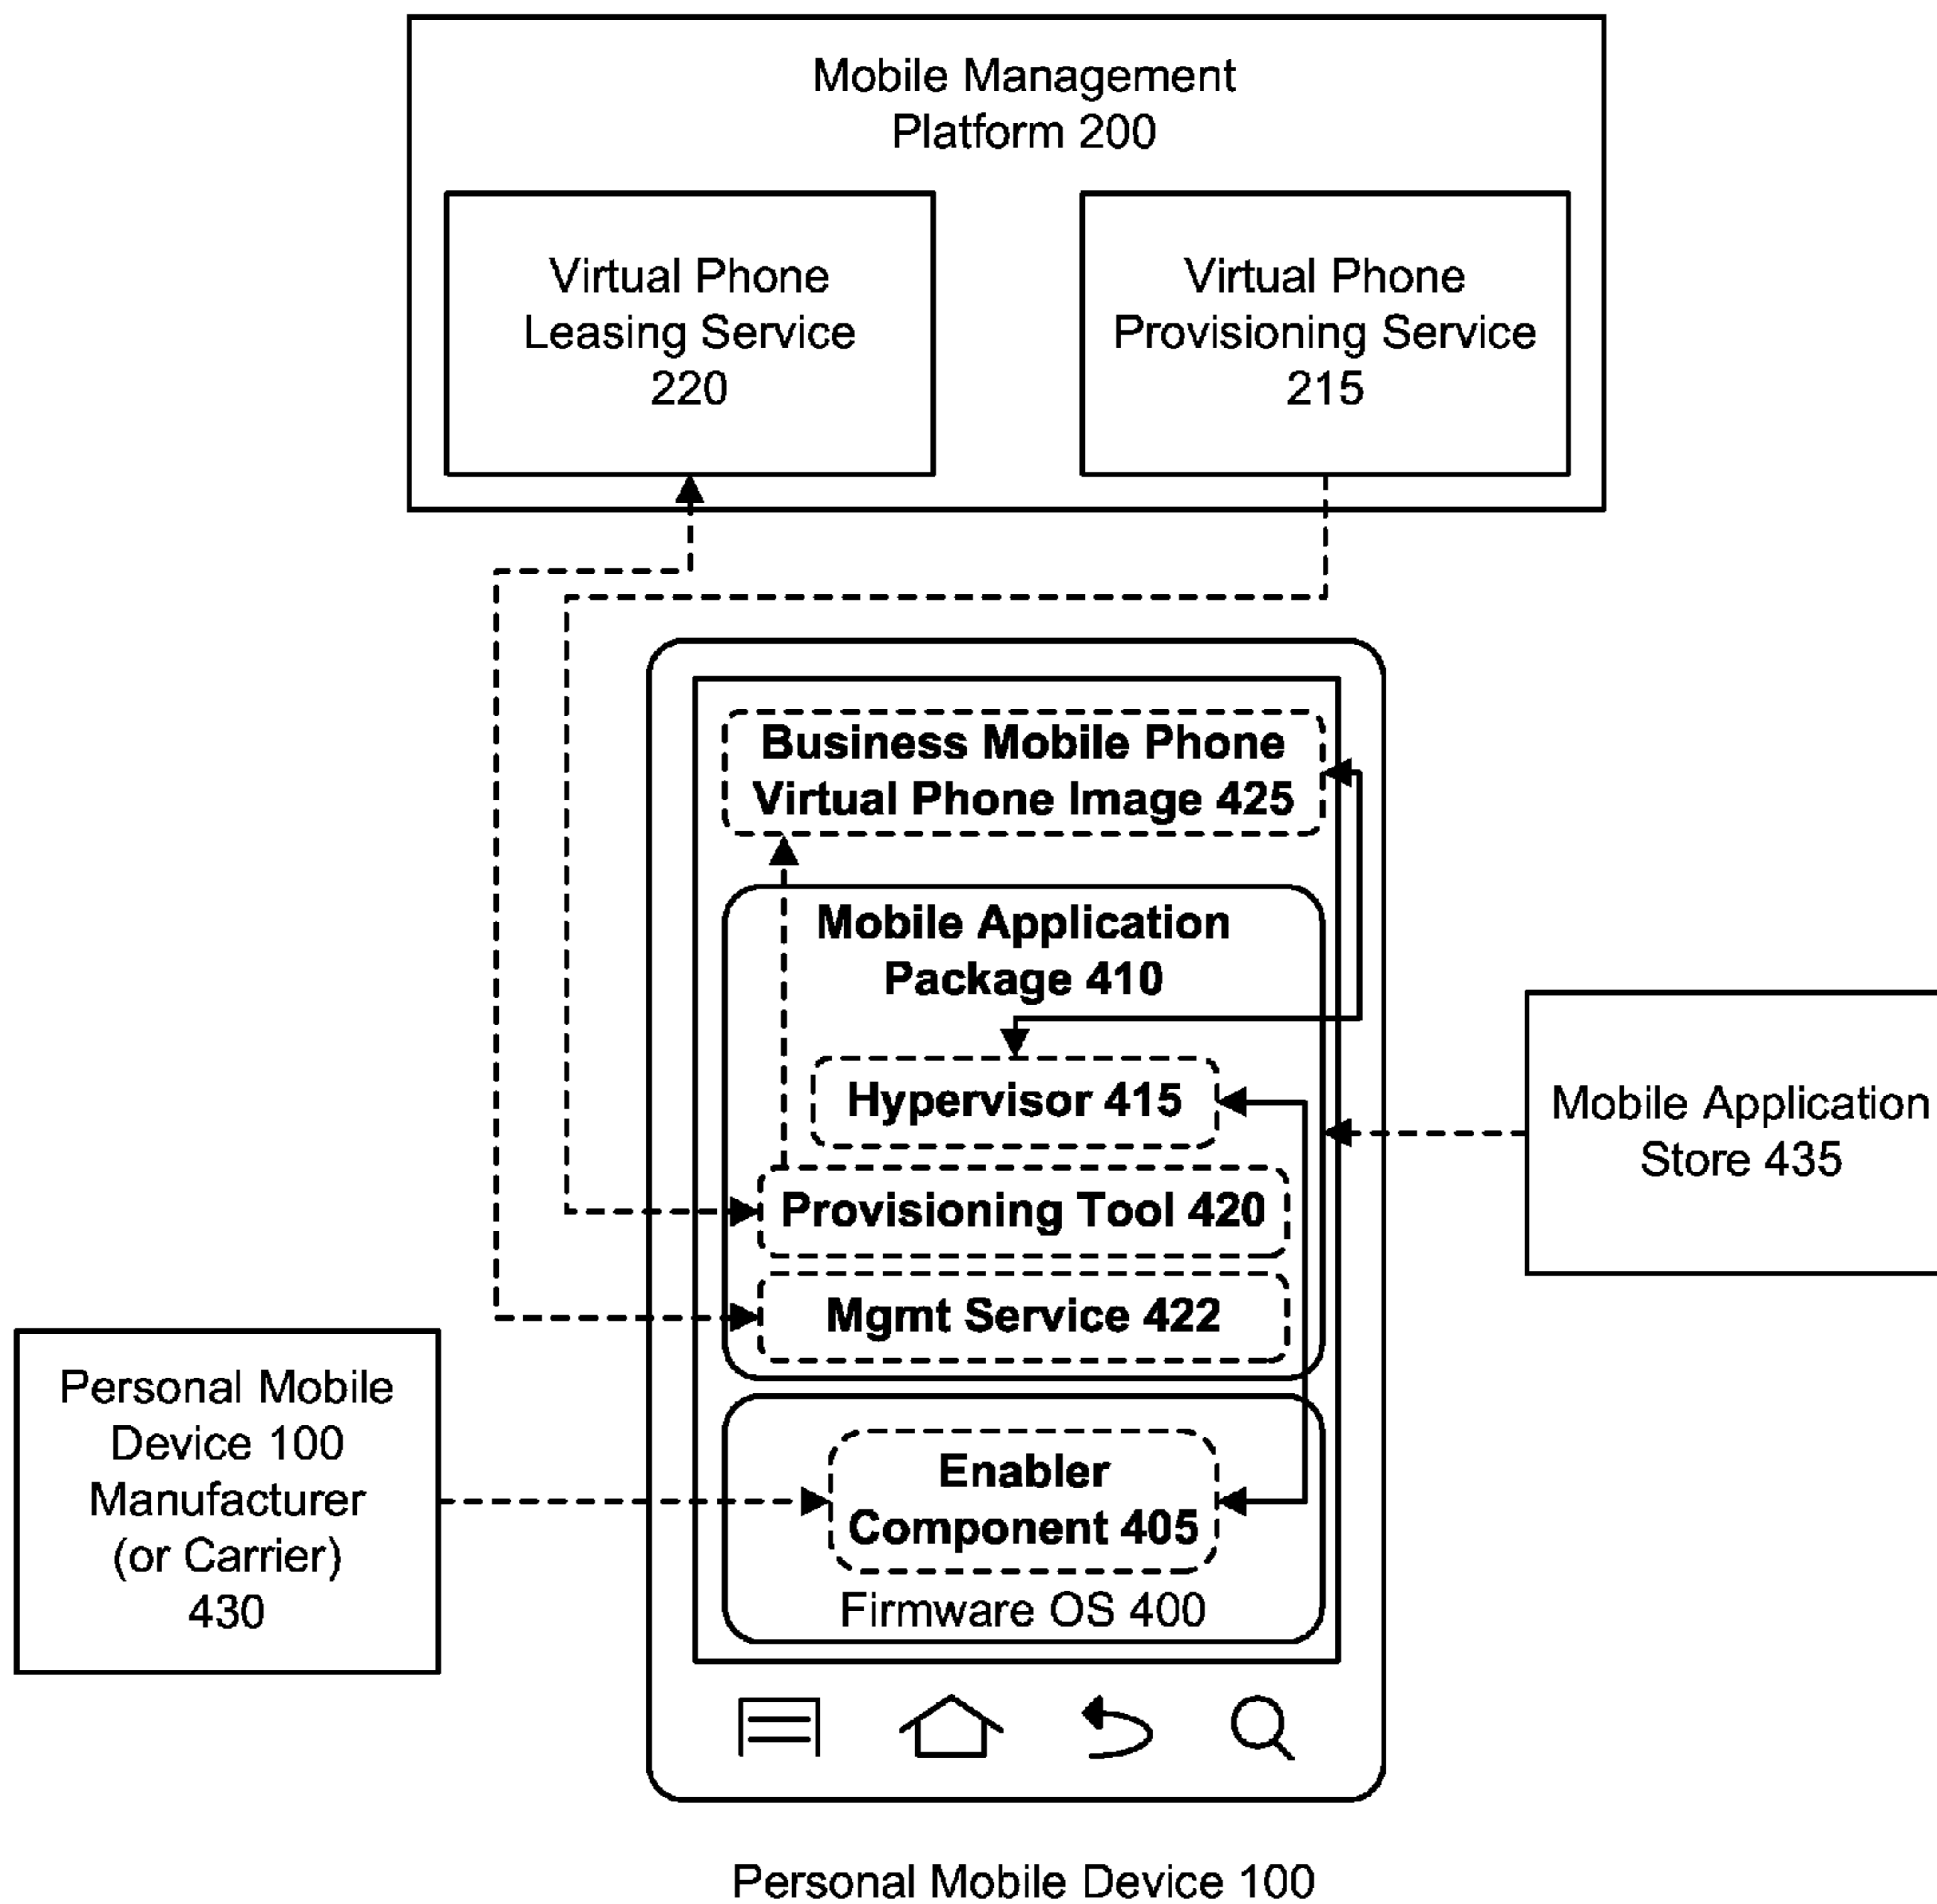 Mobile Management
Platform 200
Virtual Phone
Leasing Service
220
Virtual Phone
Provisioning Service
215
Business Mobile Phone
Virtual Phone Image 425
Mobile Application
Package 410
Hypervisor 415
Provisioning Tool 420
Mgmt Service 422
Mobile Application
Store 435
Personal Mobile
Device 100
Manufacturer
(or Carrier)
430
Enabler
Component 405
Firmware OS 400
Personal Mobile Device 100